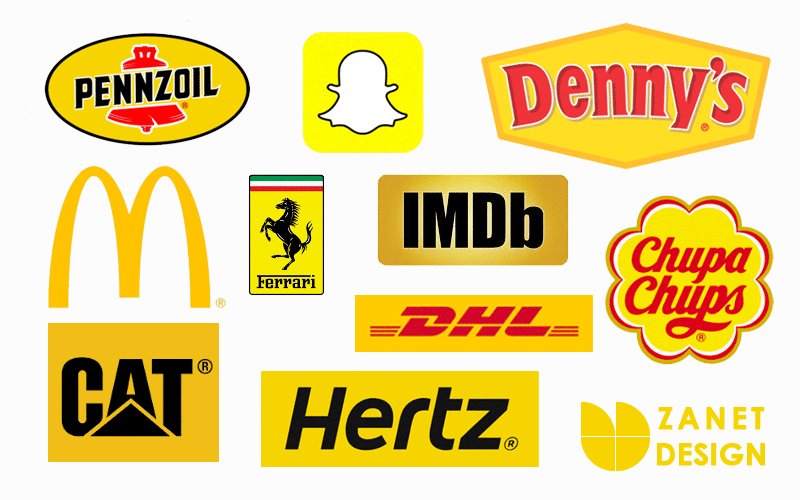 PENNZOIL®
Denny's®
M®
Ferrari
IMDb
Chupa
Chups
®
DHL
CAT®
Hertz®
ZANET
DESIGN